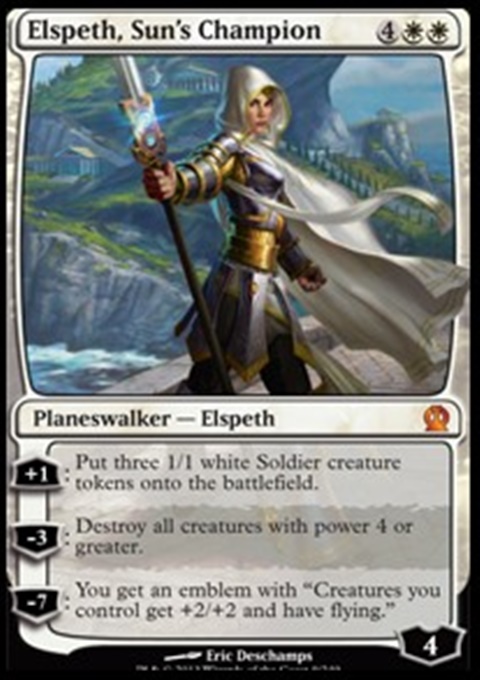 Elspeth, Sun's Champion 4
Planeswalker — Elspeth
+1: Put three 1/1 white Soldier creature
tokens onto the battlefield.
-3: Destroy all creatures with power 4 or
greater.
-7: You get an emblem with “Creatures you
control get +2/+2 and have flying.”
Eric Deschamps
4